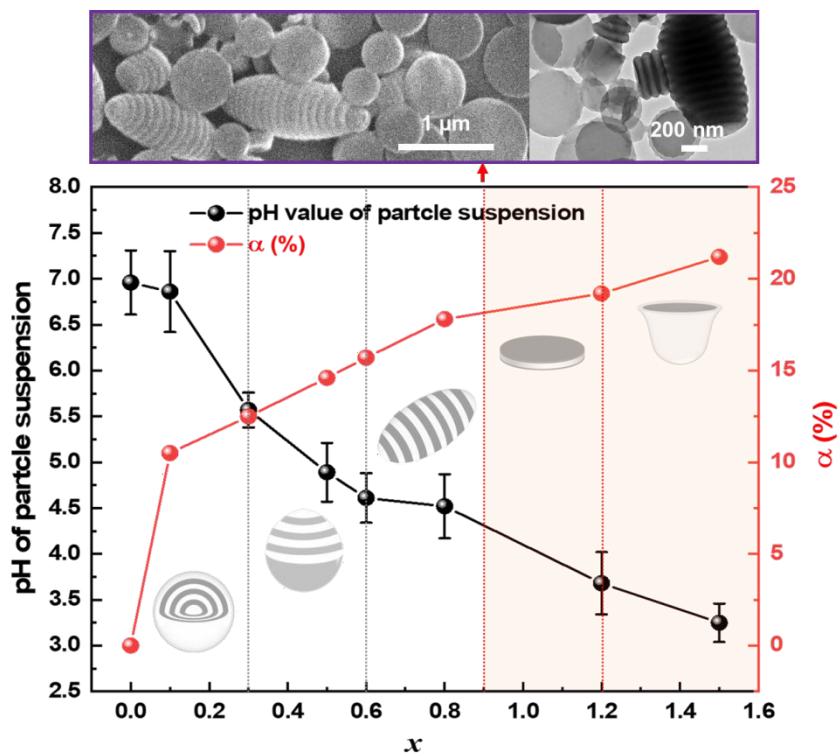 1 μm
200 nm
8.0
7.5
7.0
6.5
6.0
5.5
5.0
4.5
4.0
3.5
3.0
2.5
pH of partcle suspension
pH value of partcle suspension
α (%)
25
20
15
10
5
0
α (%)
0.0 0.2 0.4 0.6 0.8 1.0 1.2 1.4 1.6
x